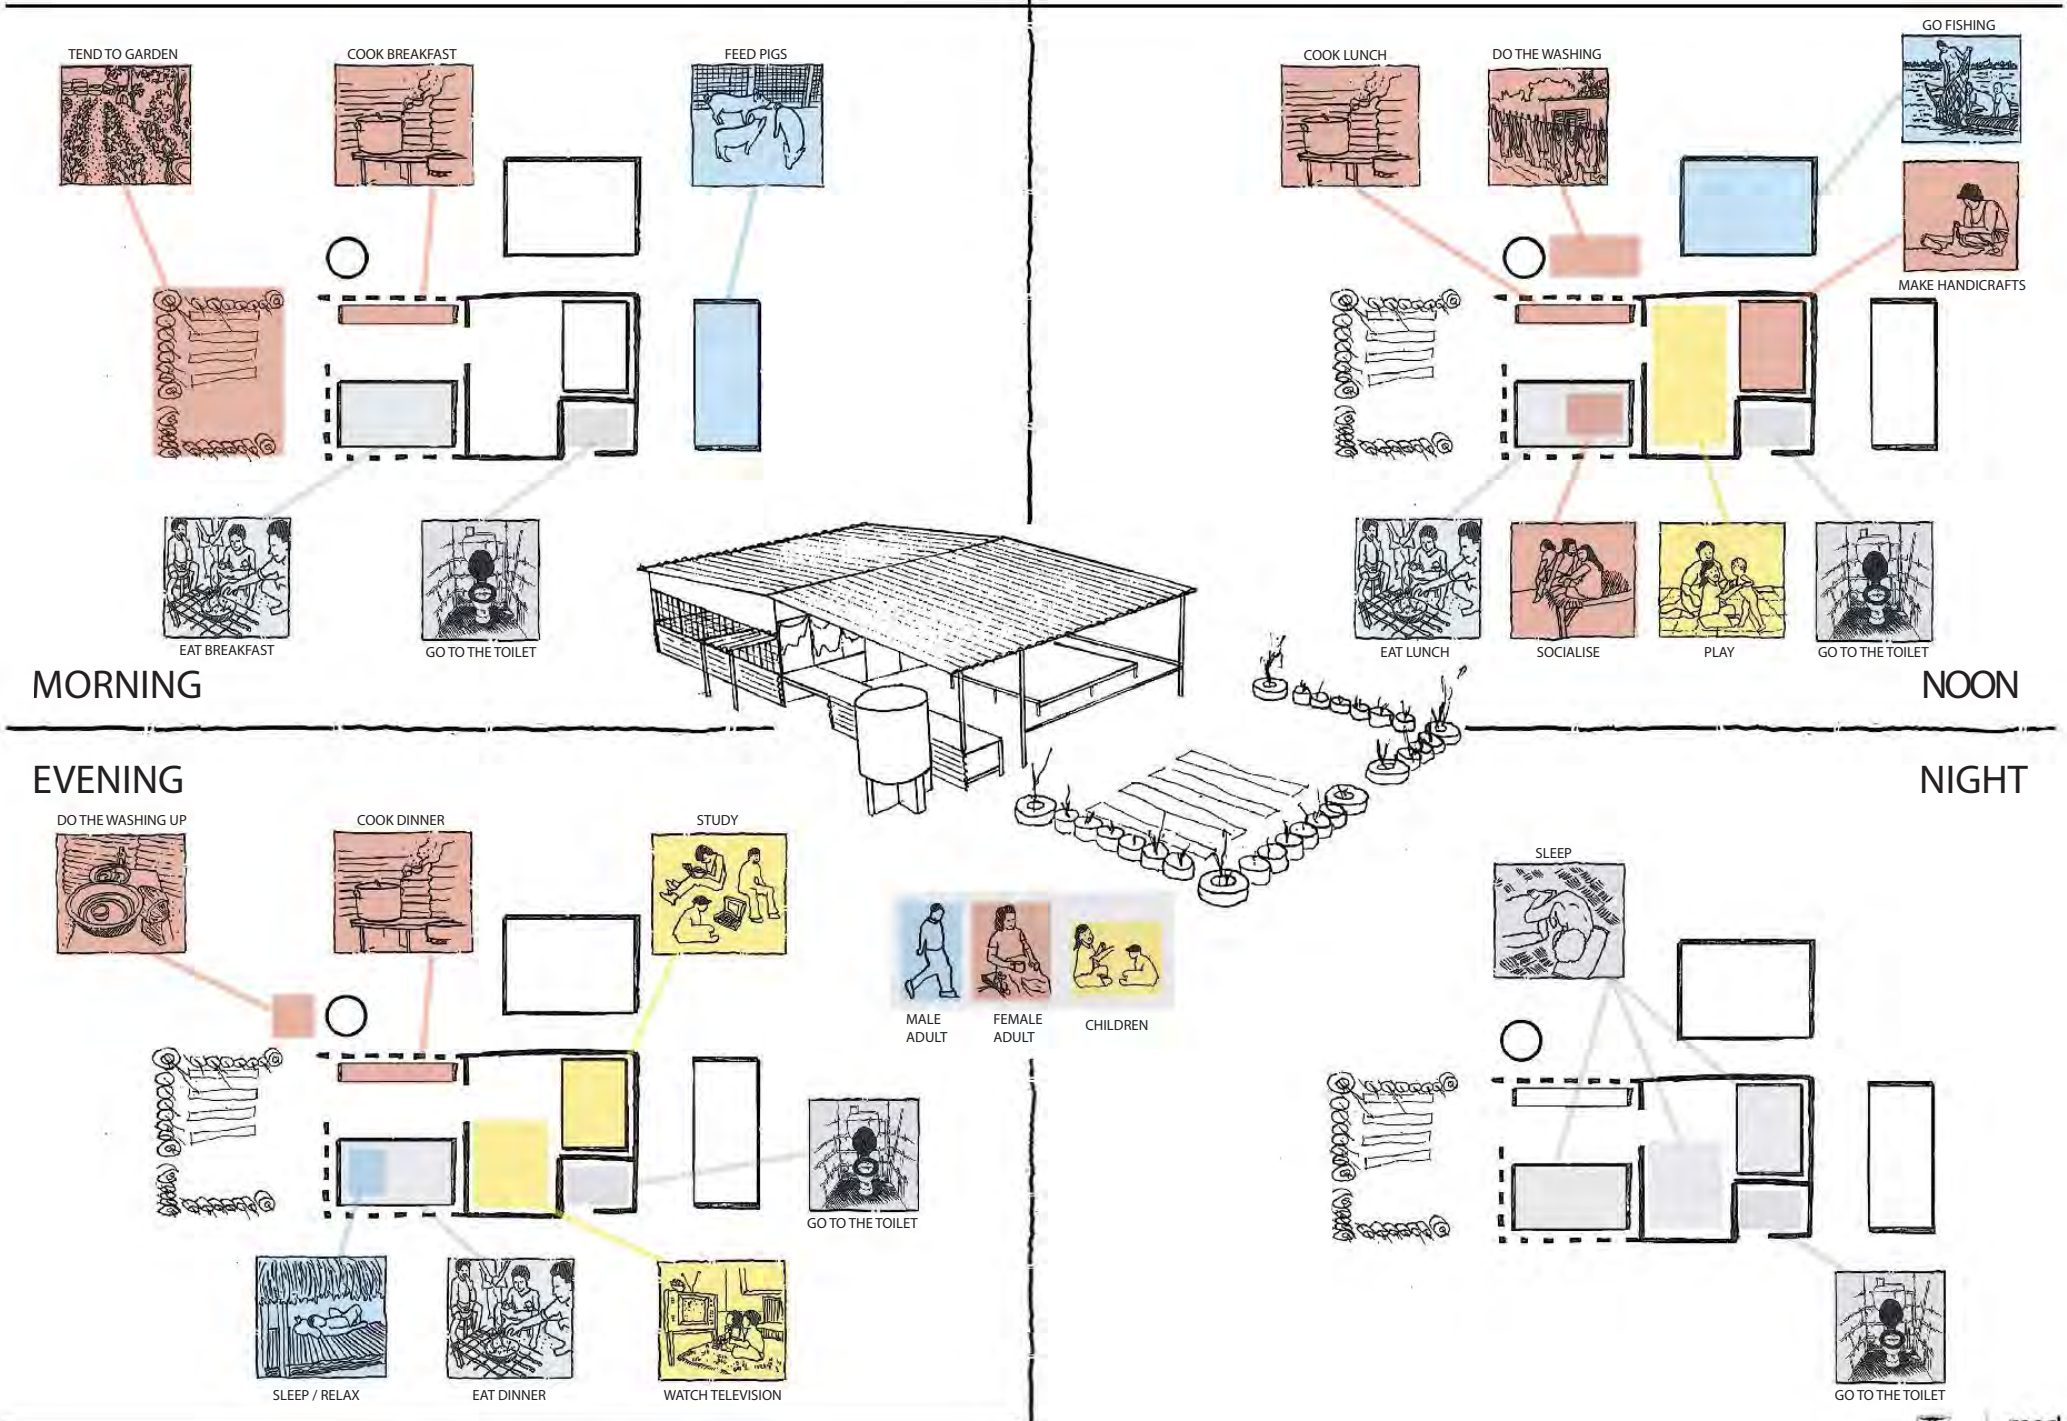 TEND TO GARDEN
COOK BREAKFAST
FEED PIGS
EAT BREAKFAST
GO TO THE TOILET
MORNING
COOK LUNCH
DO THE WASHING
GO FISHING
MAKE HANDICRAFTS
EAT LUNCH
SOCIALISE
PLAY
GO TO THE TOILET
NOON
EVENING
DO THE WASHING UP
COOK DINNER
STUDY
GO TO THE TOILET
SLEEP / RELAX
EAT DINNER
WATCH TELEVISION
MALE
ADULT
FEMALE
ADULT
CHILDREN
NIGHT
SLEEP
GO TO THE TOILET